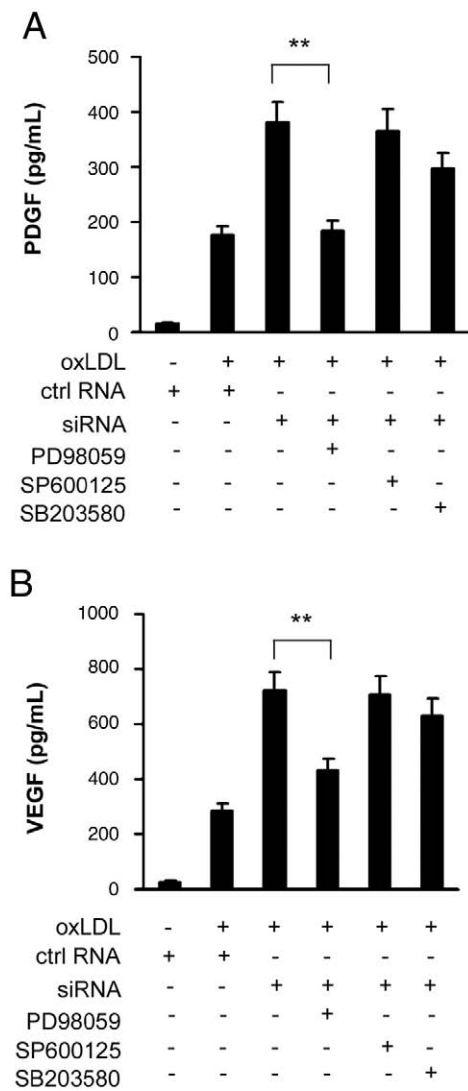 A
**
500
400
300
200
100
0
PDGF (pg/mL)
oxLDL - + + + + +
ctrl RNA + + - - - -
siRNA - - + + + +
PD98059 - - - + - -
SP600125 - - - - + -
SB203580 - - - - - +
B
**
1000
800
600
400
200
0
VEGF (pg/mL)
oxLDL - + + + + +
ctrl RNA + + - - - -
siRNA - - + + + +
PD98059 - - - + - -
SP600125 - - - - + -
SB203580 - - - - - +